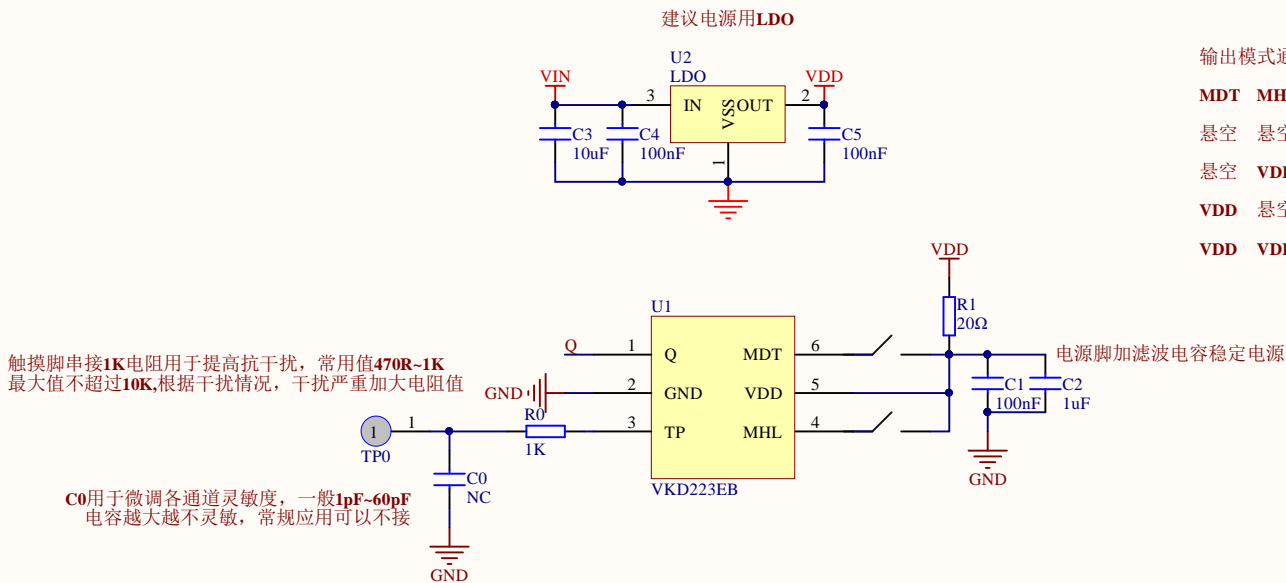 建议电源用LDO
U2
LDO
VIN
VDD
3
IN
VSS
OUT
2
1
C3
10uF
C4
100nF
C5
100nF
输出模式通
MDT MH
悬空 悬空
悬空 VD
VDD 悬空
VDD VD
VDD
R1
20Ω
U1
Q
1
Q
MDT
6
GND
2
GND
VDD
5
R0
1K
3
TP
MHL
4
VKD223EB
电源脚加滤波电容稳定电源
C1
100nF
C2
1uF
GND
触摸脚串接1K电阻用于提高抗干扰，常用值470R~1K
最大值不超过10K,根据干扰情况，干扰严重加大电阻值
1
1
TP0
C0
NC
C0用于微调各通道灵敏度，一般1pF~60pF
电容越大越不灵敏，常规应用可以不接
GND